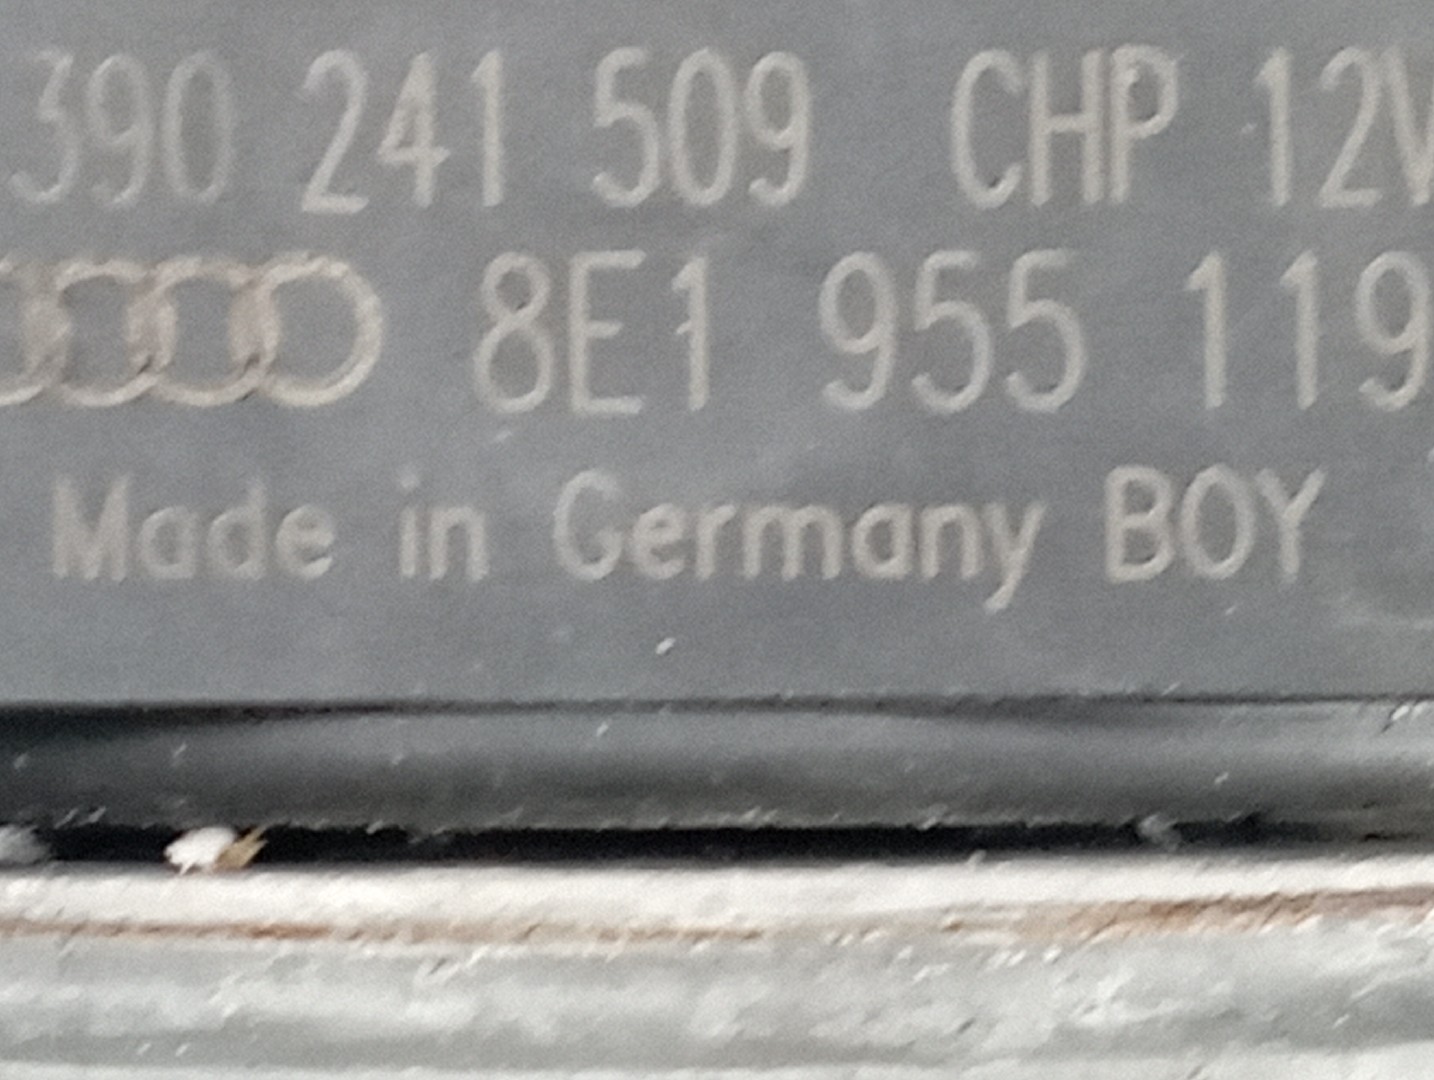 390 241 509 CHP 12V
8E1 955 119
Made in Germany BOY